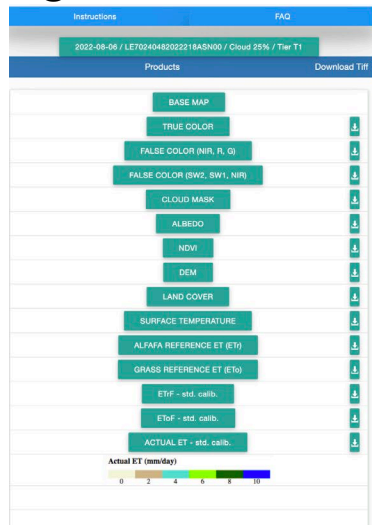 Instructions FAQ
2022-08-06 / LE70240482022218ASN00 / Cloud 25% / Tier T1
Products Download Tiff
BASE MAP
TRUE COLOR
FALSE COLOR (NIR, R, G)
FALSE COLOR (SW2, SW1, NIR)
CLOUD MASK
ALBEDO
NDVI
DEM
LAND COVER
SURFACE TEMPERATURE
ALFAFA REFERENCE ET (ETr)
GRASS REFERENCE ET (ETo)
ETrF - std. calib.
EToF - std. calib.
ACTUAL ET - std. calib.
Actual ET (mm/day)
0 2 4 6 8 10